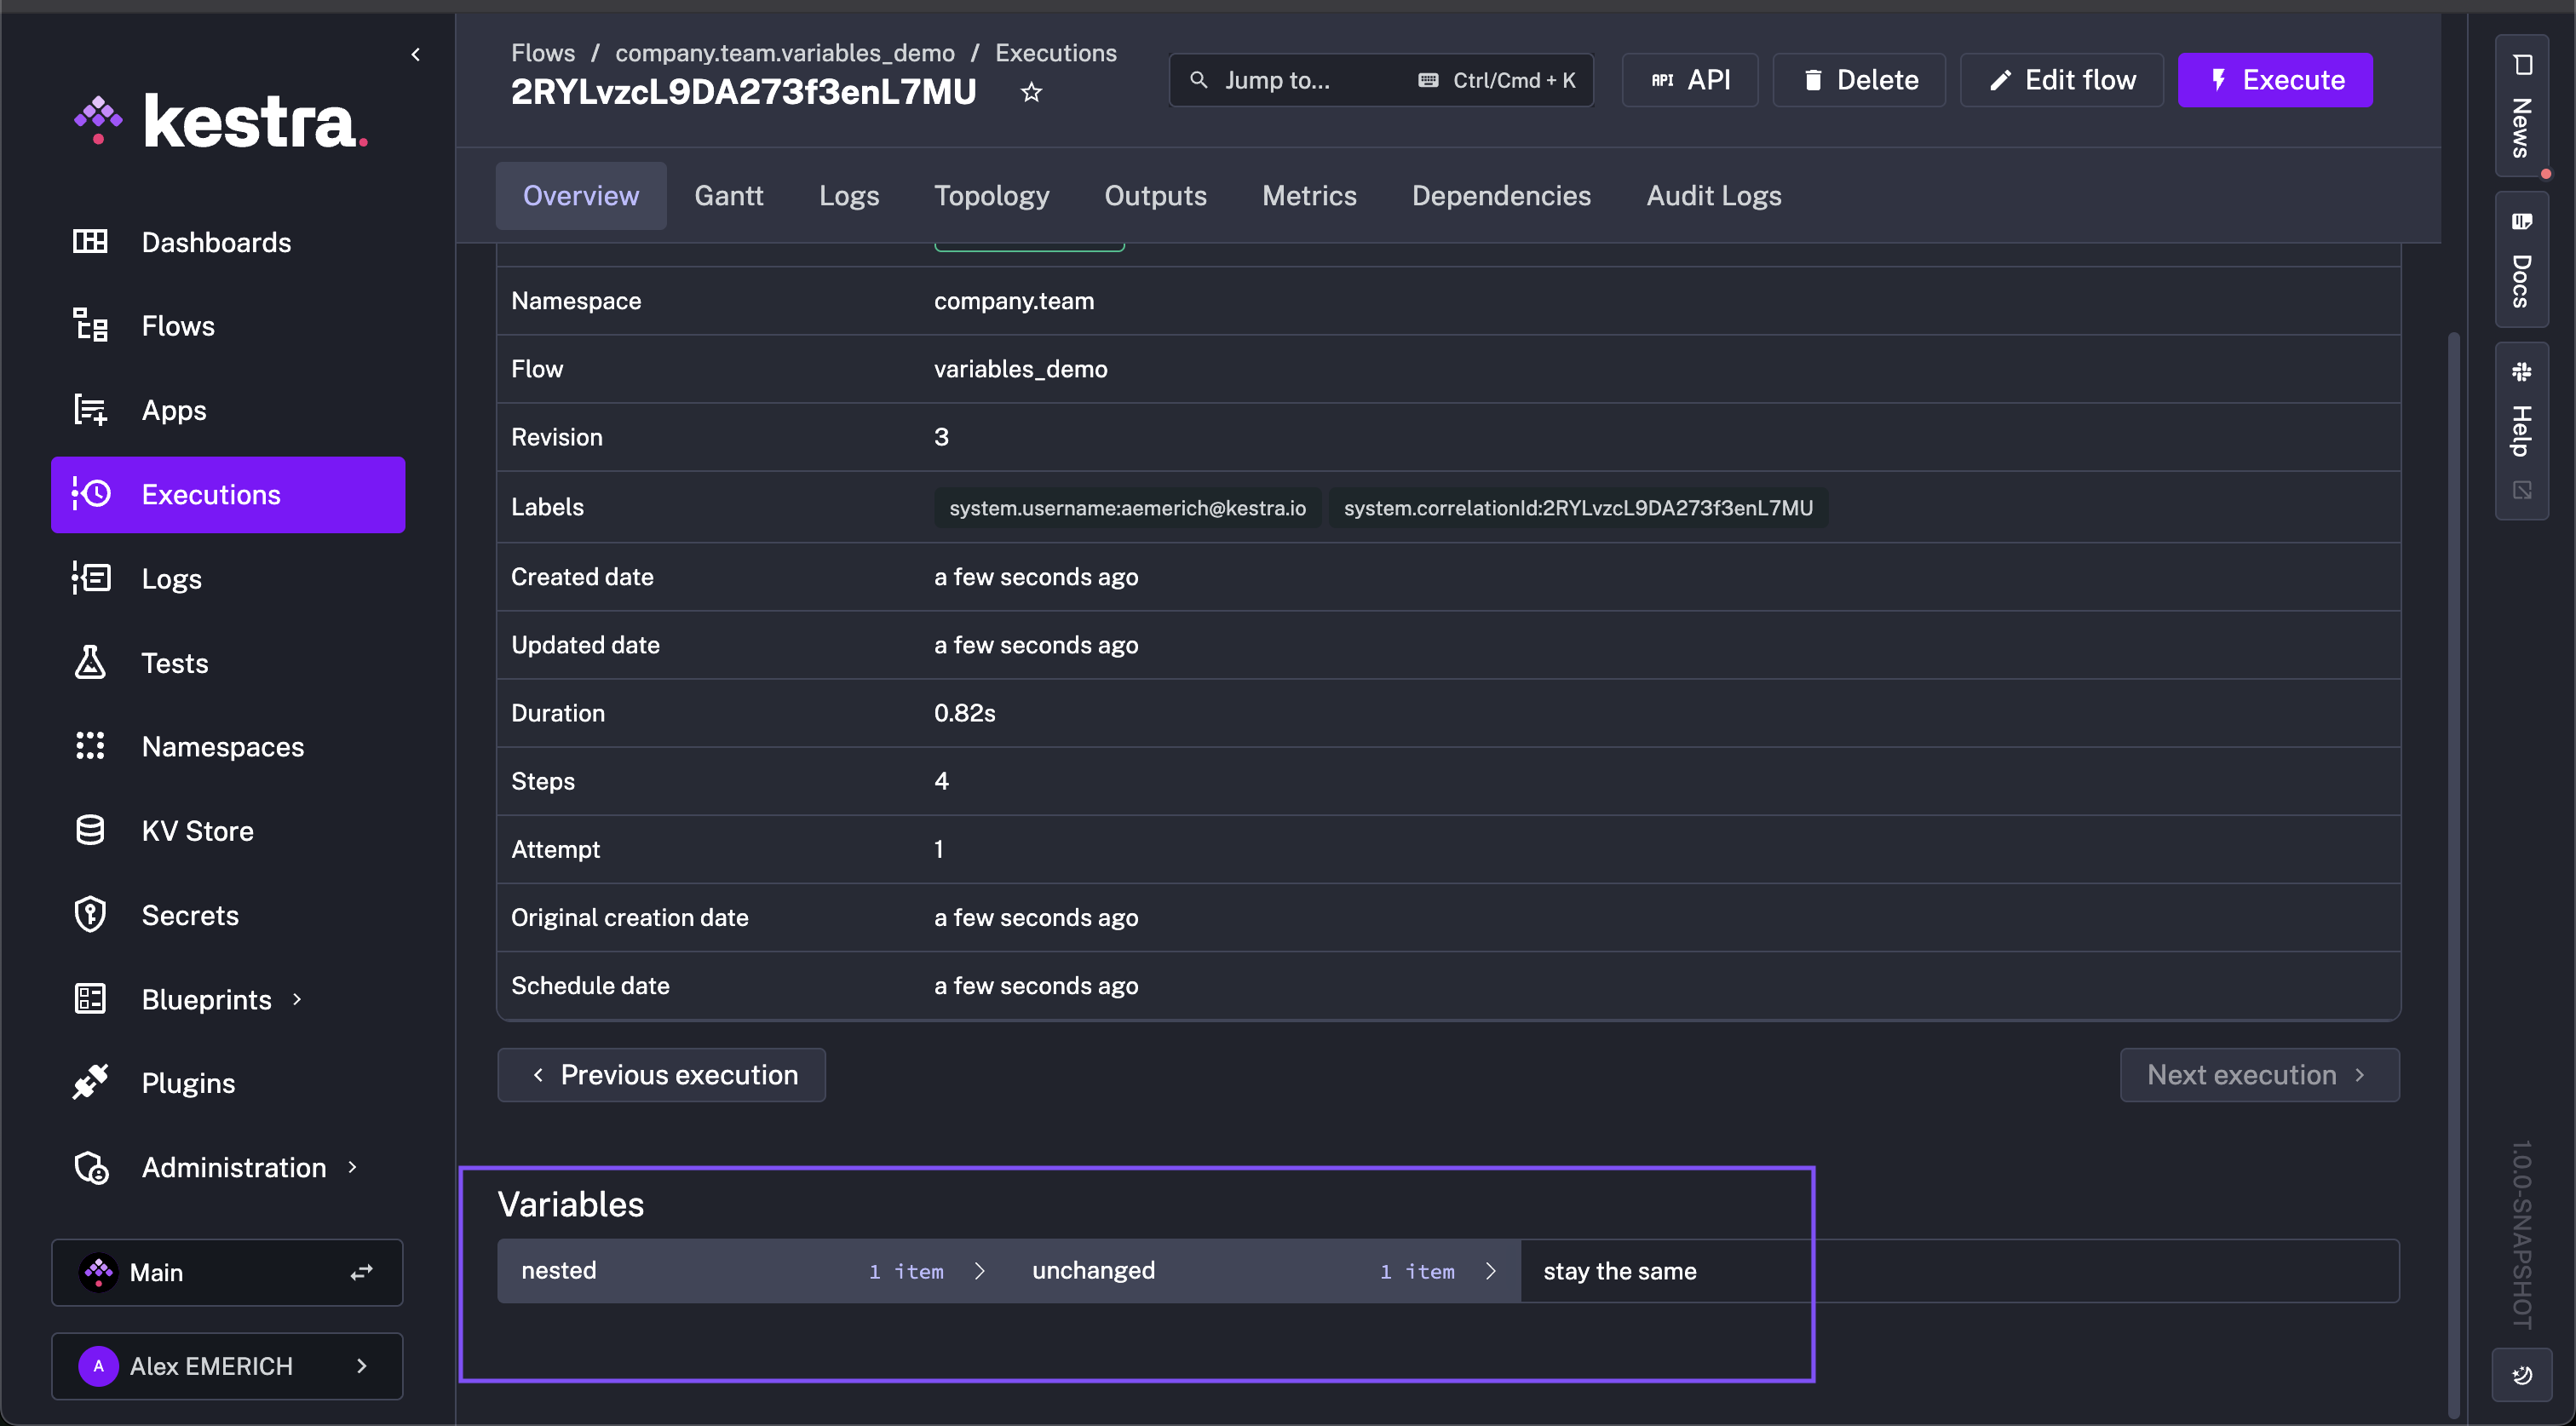 kestra.
Dashboards
Flows
Apps
Executions
Logs
Tests
Namespaces
KV Store
Secrets
Blueprints
Plugins
Administration
Main
A Alex EMERICH
Flows / company.team.variables_demo / Executions
2RYLvzcL9DA273f3enL7MU
Jump to... Ctrl/Cmd + K
API API
Delete
Edit flow
Execute
Overview Gantt Logs Topology Outputs Metrics Dependencies Audit Logs
Namespace company.team
Flow variables_demo
Revision 3
Labels system.username:aemerich@kestra.io system.correlationId:2RYLvzcL9DA273f3enL7MU
Created date a few seconds ago
Updated date a few seconds ago
Duration 0.82s
Steps 4
Attempt 1
Original creation date a few seconds ago
Schedule date a few seconds ago
Previous execution Next execution
Variables
nested 1 item unchanged 1 item stay the same
News
Docs
Help
1.0.0-SNAPSHOT